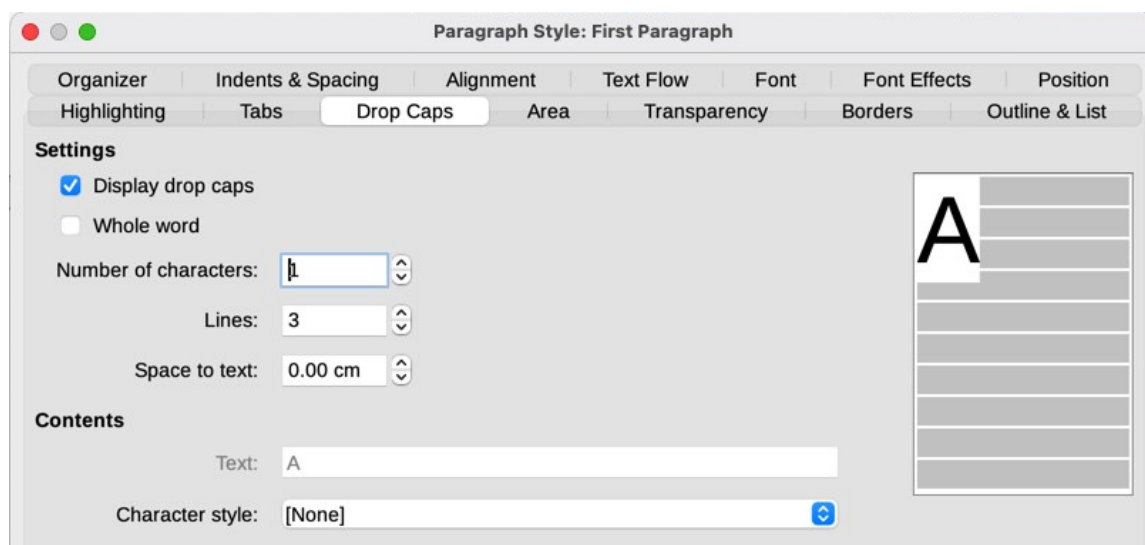 Paragraph Style: First Paragraph
Organizer Indents & Spacing Alignment Text Flow Font Font Effects Position
Highlighting Tabs Drop Caps Area Transparency Borders Outline & List
Settings
Display drop caps
Whole word
Number of characters: 1
Lines: 3
Space to text: 0.00 cm
A
Contents
Text: A
Character style: [None]